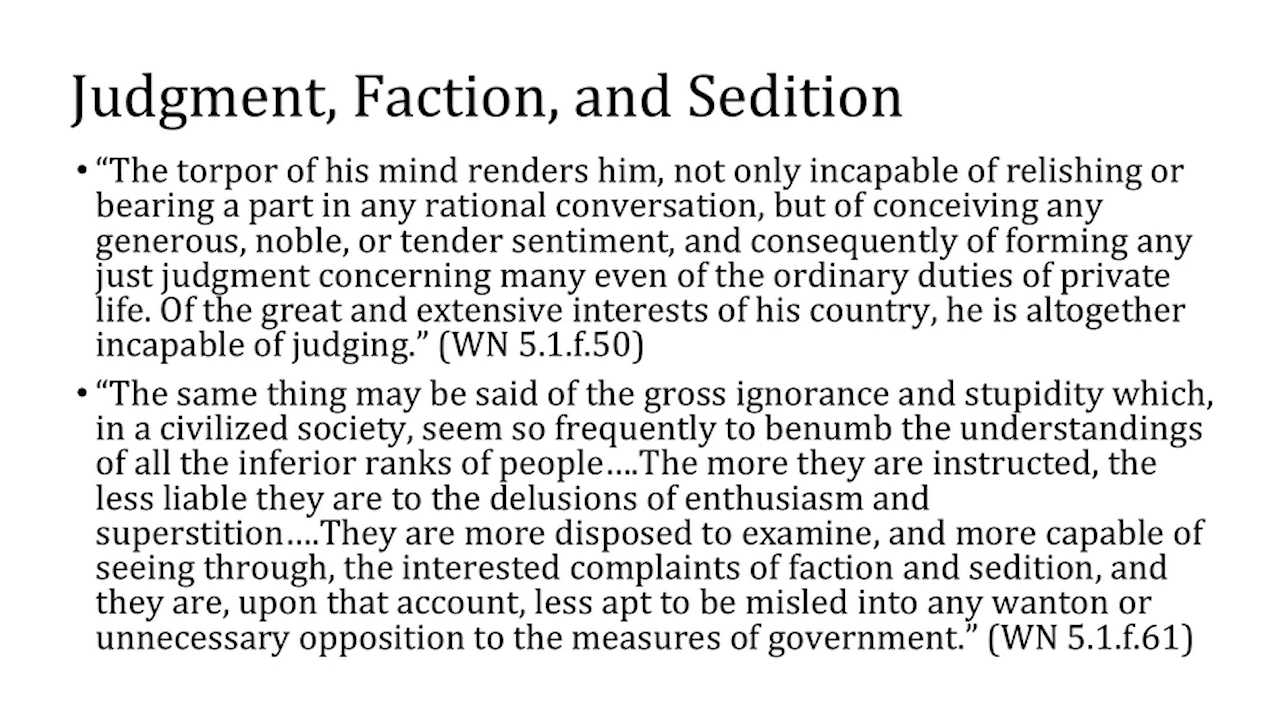 Judgment, Faction, and Sedition
• “The torpor of his mind renders him, not only incapable of relishing or
bearing a part in any rational conversation, but of conceiving any
generous, noble, or tender sentiment, and consequently of forming any
just judgment concerning many even of the ordinary duties of private
life. Of the great and extensive interests of his country, he is altogether
incapable of judging.” (WN 5.1.f.50)
• “The same thing may be said of the gross ignorance and stupidity which,
in a civilized society, seem so frequently to benumb the understandings
of all the inferior ranks of people….The more they are instructed, the
less liable they are to the delusions of enthusiasm and
superstition….They are more disposed to examine, and more capable of
seeing through, the interested complaints of faction and sedition, and
they are, upon that account, less apt to be misled into any wanton or
unnecessary opposition to the measures of government.” (WN 5.1.f.61)